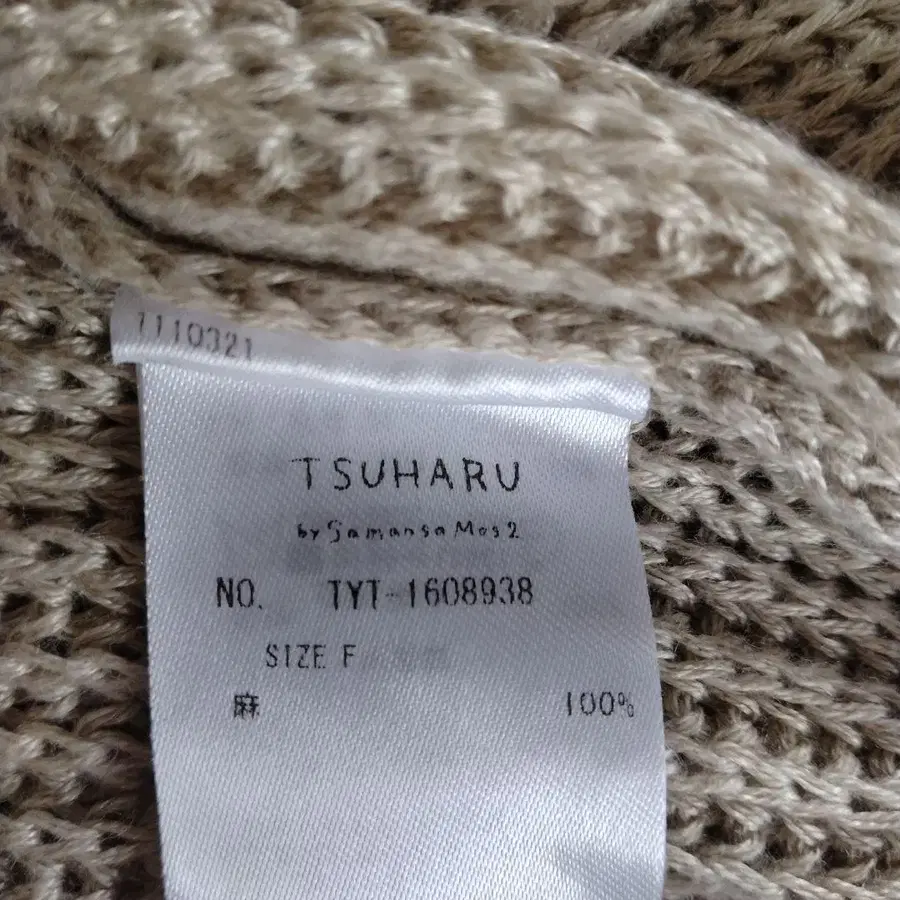 1110321
TSUHARU
by Samansa Mos2
NO. TYT-1608938
SIZE F
麻 100%